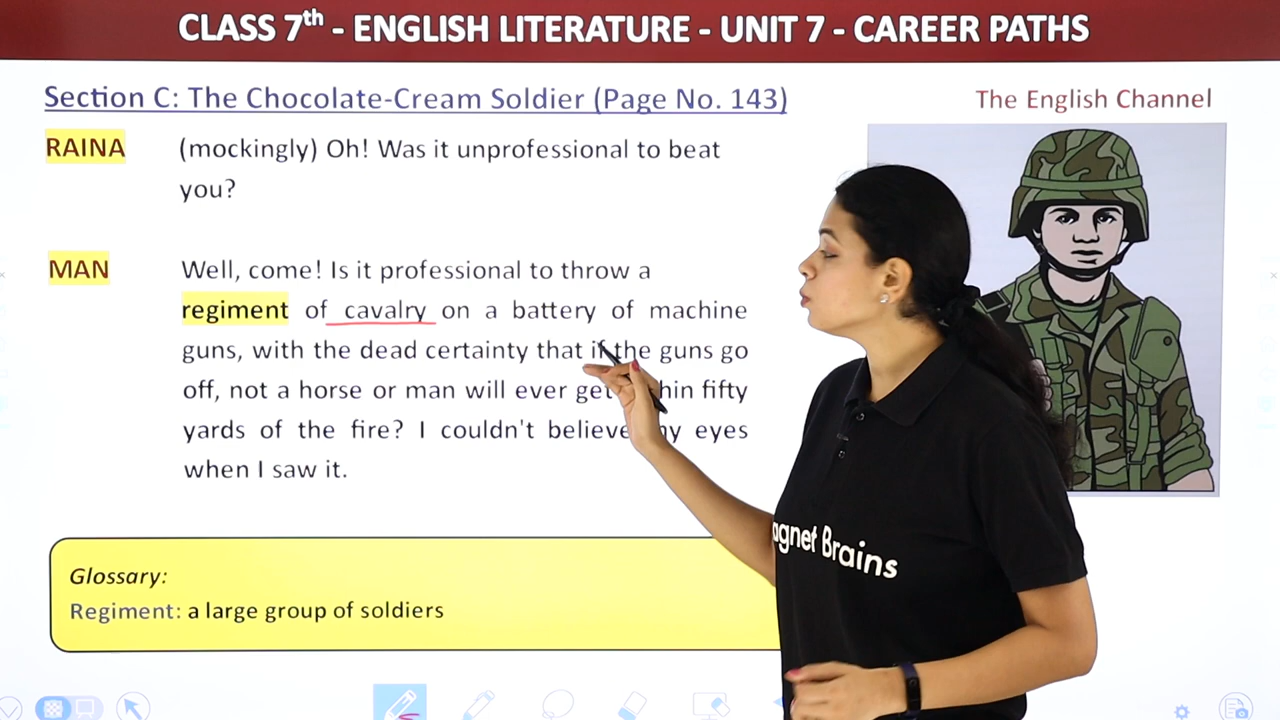 CLASS 7th - ENGLISH LITERATURE - UNIT 7 - CAREER PATHS
Section C: The Chocolate-Cream Soldier (Page No. 143)
The English Channel
RAINA (mockingly) Oh! Was it unprofessional to beat
you?
MAN Well, come! Is it professional to throw a
regiment of cavalry on a battery of machine
guns, with the dead certainty that if the guns go
off, not a horse or man will ever get hin fifty
yards of the fire? I couldn't believe y eyes
when I saw it.
Glossary:
Regiment: a large group of soldiers
agnet Brains